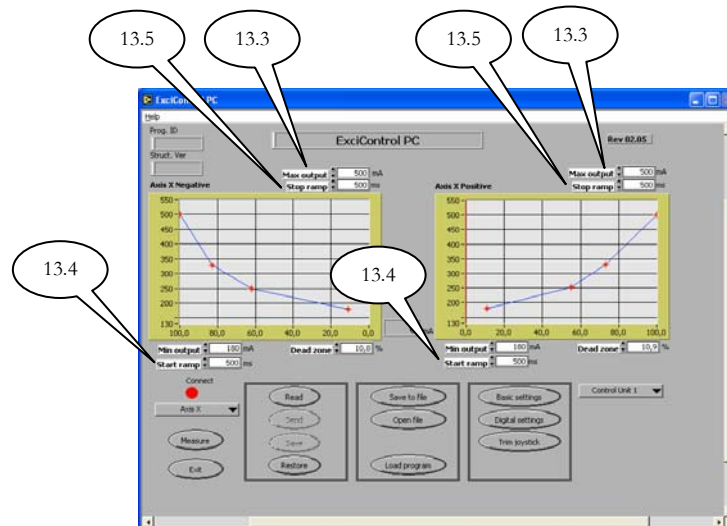 13.5
13.3
13.5
13.3
ExciControl PC
Help
Prog. ID
ExciControl PC
Rev 02.05
Struct. Ver
Max output 500 mA
Stop ramp 500 ms
Max output 500 mA
Stop ramp 500 ms
Axis X Negative
Axis X Positive
550
500
450
400
350
300
250
200
130
100,0 80,0 60,0 40,0 20,0 0,0
550
500
450
400
350
300
250
200
130
0,0 20,0 40,0 60,0 80,0 100,0
13.4
13.4
mA
Min output 180 mA
Dead zone 10,8 %
Start ramp 500 ms
Min output 180 mA
Dead zone 10,9 %
Start ramp 500 ms
Connect
Axis X
Measure
Exit
Read
Send
Save
Restore
Save to file
Open file
Load program
Basic settings
Digital settings
Trim joystick
Control Unit 1